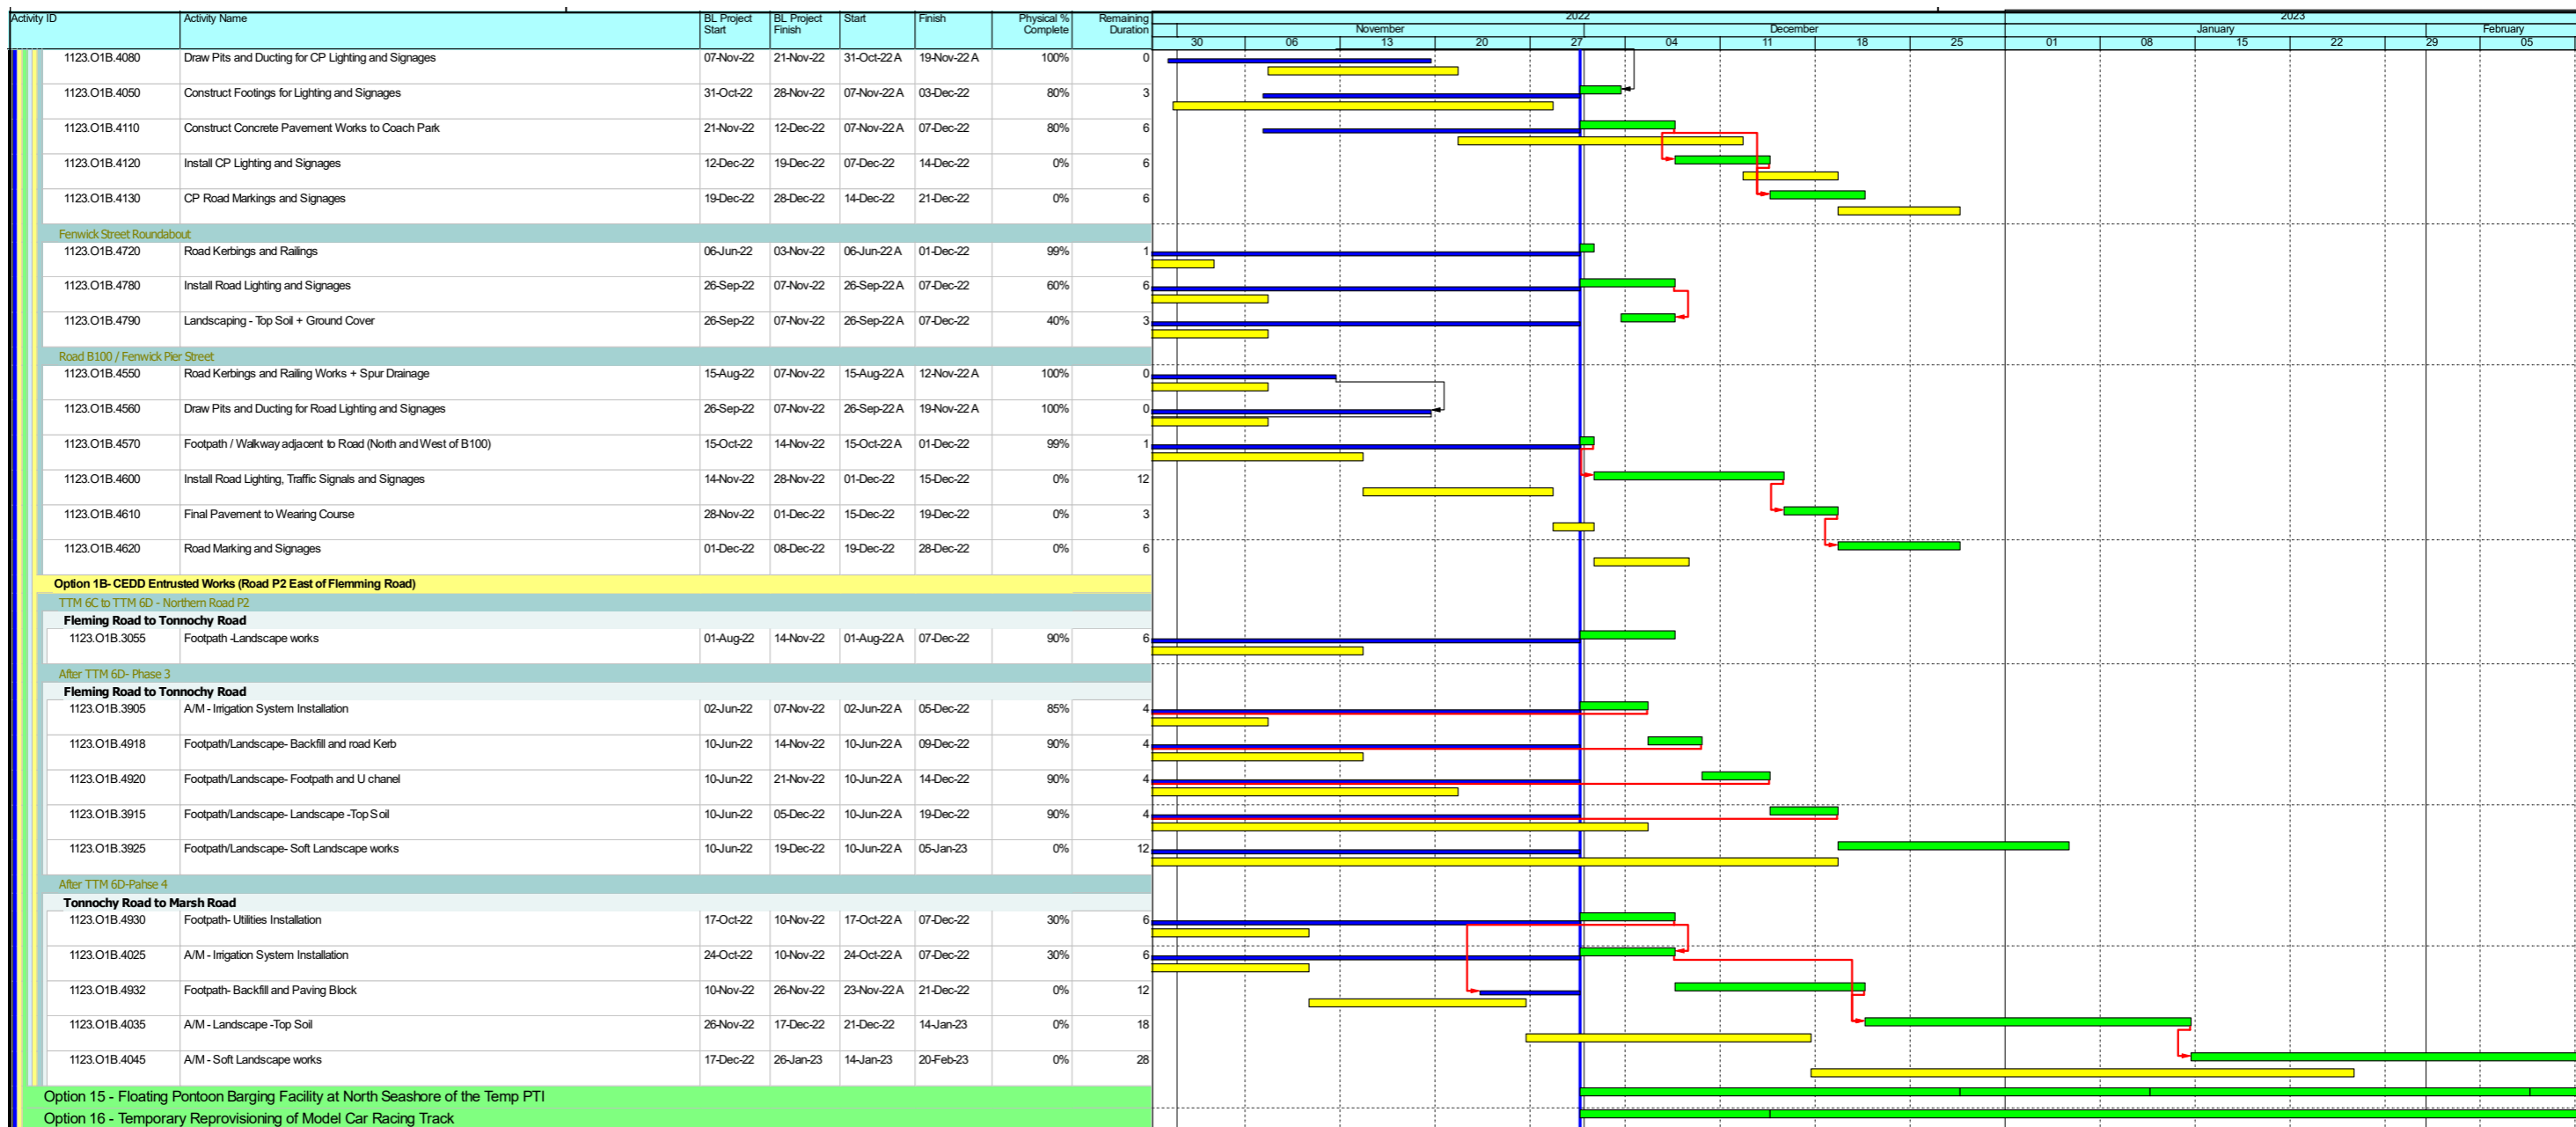 Activity ID Activity Name BL Project Start BL Project Finish Start Finish Physical % Complete Remaining Duration
2022 2023
November December January February
30 06 13 20 27 04 11 18 25 01 08 15 22 29 05
1123.O1B.4080 Draw Pits and Ducting for CP Lighting and Signages 07-Nov-22 21-Nov-22 31-Oct-22 A 19-Nov-22 A 100% 0
1123.O1B.4050 Construct Footings for Lighting and Signages 31-Oct-22 28-Nov-22 07-Nov-22 A 03-Dec-22 80% 3
1123.O1B.4110 Construct Concrete Pavement Works to Coach Park 21-Nov-22 12-Dec-22 07-Nov-22 A 07-Dec-22 80% 6
1123.O1B.4120 Install CP Lighting and Signages 12-Dec-22 19-Dec-22 07-Dec-22 14-Dec-22 0% 6
1123.O1B.4130 CP Road Markings and Signages 19-Dec-22 28-Dec-22 14-Dec-22 21-Dec-22 0% 6
Fenwick Street Roundabout
1123.O1B.4720 Road Kerbings and Railings 06-Jun-22 03-Nov-22 06-Jun-22 A 01-Dec-22 99% 1
1123.O1B.4780 Install Road Lighting and Signages 26-Sep-22 07-Nov-22 26-Sep-22 A 07-Dec-22 60% 6
1123.O1B.4790 Landscaping - Top Soil + Ground Cover 26-Sep-22 07-Nov-22 26-Sep-22 A 07-Dec-22 40% 3
Road B100 / Fenwick Pier Street
1123.O1B.4550 Road Kerbings and Railing Works + Spur Drainage 15-Aug-22 07-Nov-22 15-Aug-22 A 12-Nov-22 A 100% 0
1123.O1B.4560 Draw Pits and Ducting for Road Lighting and Signages 26-Sep-22 07-Nov-22 26-Sep-22 A 19-Nov-22 A 100% 0
1123.O1B.4570 Footpath / Walkway adjacent to Road (North and West of B100) 15-Oct-22 14-Nov-22 15-Oct-22 A 01-Dec-22 99% 1
1123.O1B.4600 Install Road Lighting, Traffic Signals and Signages 14-Nov-22 28-Nov-22 01-Dec-22 15-Dec-22 0% 12
1123.O1B.4610 Final Pavement to Wearing Course 28-Nov-22 01-Dec-22 15-Dec-22 19-Dec-22 0% 3
1123.O1B.4620 Road Marking and Signages 01-Dec-22 08-Dec-22 19-Dec-22 28-Dec-22 0% 6
Option 1B- CEDD Entrusted Works (Road P2 East of Flemming Road)
TTM 6C to TTM 6D - Northern Road P2
Fleming Road to Tonnochy Road
1123.O1B.3055 Footpath -Landscape works 01-Aug-22 14-Nov-22 01-Aug-22 A 07-Dec-22 90% 6
After TTM 6D- Phase 3
Fleming Road to Tonnochy Road
1123.O1B.3905 A/M - Irrigation System Installation 02-Jun-22 07-Nov-22 02-Jun-22 A 05-Dec-22 85% 4
1123.O1B.4918 Footpath/Landscape- Backfill and road Kerb 10-Jun-22 14-Nov-22 10-Jun-22 A 09-Dec-22 90% 4
1123.O1B.4920 Footpath/Landscape- Footpath and U chanel 10-Jun-22 21-Nov-22 10-Jun-22 A 14-Dec-22 90% 4
1123.O1B.3915 Footpath/Landscape- Landscape -Top Soil 10-Jun-22 05-Dec-22 10-Jun-22 A 19-Dec-22 90% 4
1123.O1B.3925 Footpath/Landscape- Soft Landscape works 10-Jun-22 19-Dec-22 10-Jun-22 A 05-Jan-23 0% 12
After TTM 6D-Pahse 4
Tonnochy Road to Marsh Road
1123.O1B.4930 Footpath- Utilities Installation 17-Oct-22 10-Nov-22 17-Oct-22 A 07-Dec-22 30% 6
1123.O1B.4025 A/M - Irrigation System Installation 24-Oct-22 10-Nov-22 24-Oct-22 A 07-Dec-22 30% 6
1123.O1B.4932 Footpath- Backfill and Paving Block 10-Nov-22 26-Nov-22 23-Nov-22 A 21-Dec-22 0% 12
1123.O1B.4035 A/M - Landscape -Top Soil 26-Nov-22 17-Dec-22 21-Dec-22 14-Jan-23 0% 18
1123.O1B.4045 A/M - Soft Landscape works 17-Dec-22 26-Jan-23 14-Jan-23 20-Feb-23 0% 28
Option 15 - Floating Pontoon Barging Facility at North Seashore of the Temp PTI
Option 16 - Temporary Reprovisioning of Model Car Racing Track